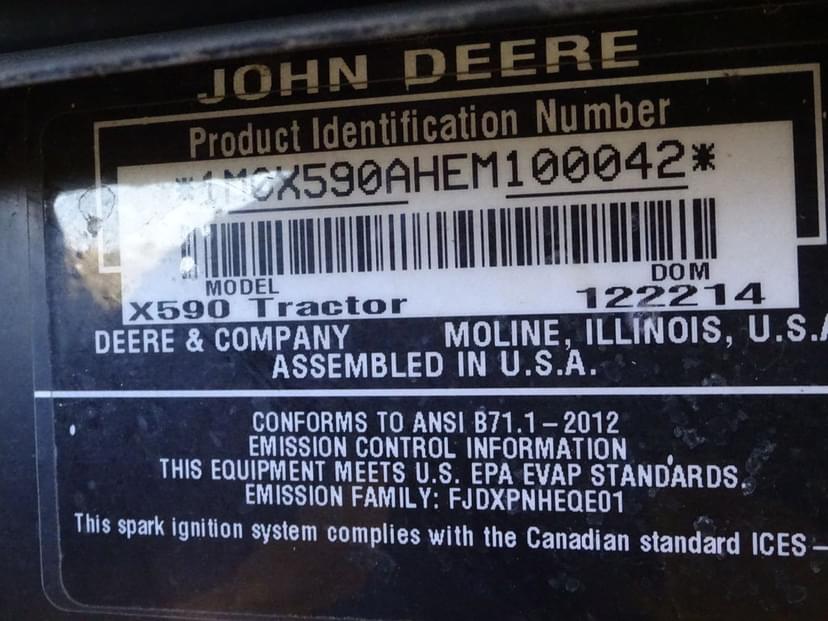 JOHN DEERE
Product Identification Number
*1M0X590AHEM100042*
MODEL DOM
X590 Tractor 122214
DEERE & COMPANY MOLINE, ILLINOIS, U.S.A
ASSEMBLED IN U.S.A.
CONFORMS TO ANSI B71.1-2012
EMISSION CONTROL INFORMATION
THIS EQUIPMENT MEETS U.S. EPA EVAP STANDARDS.
EMISSION FAMILY: FJDXPNHEQE01
This spark ignition system complies with the Canadian standard ICES-